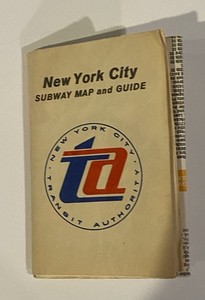 New York City
SUBWAY MAP and GUIDE
NEW YORK CITY
ta
TRANSIT AUTHORITY